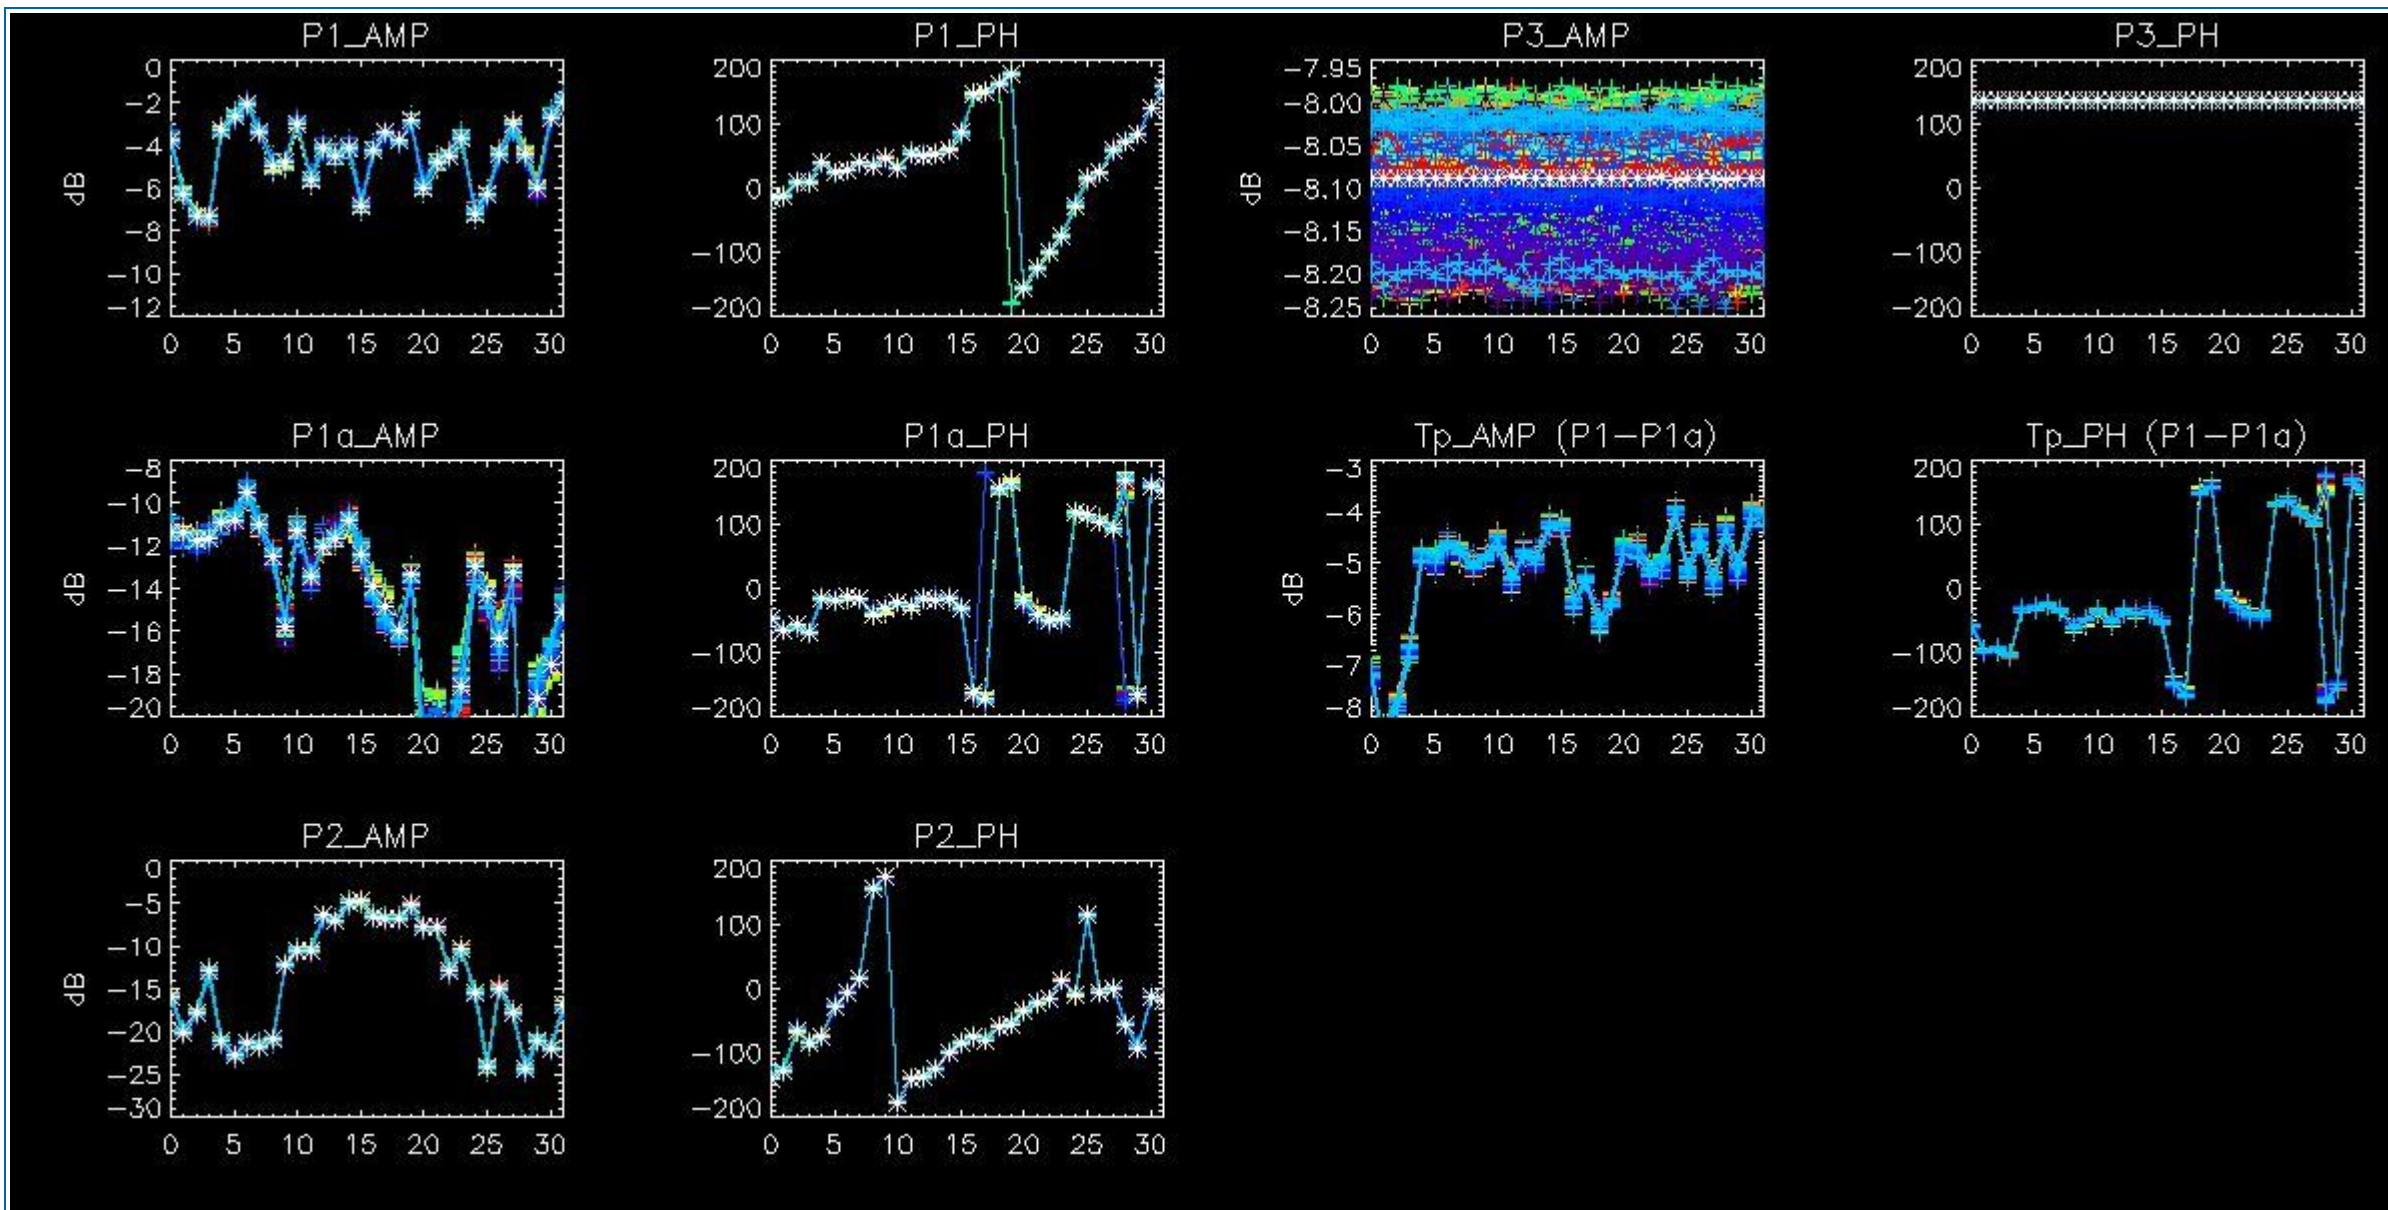 P1_AMP P1_PH P3_AMP P3_PH
0 200 -7.95 200
-2 100 -8.00 100
-4 0 -8.05 0
-6 -100 -8.10 -100
-8 -200 -8.15 -200
-10 -8.20
-12 -8.25
dB dB
0 5 10 15 20 25 30 0 5 10 15 20 25 30 0 5 10 15 20 25 30 0 5 10 15 20 25 30
P1a_AMP P1a_PH Tp_AMP (P1-P1a) Tp_PH (P1-P1a)
-8 200 -3 200
-10 100 -4 100
-12 0 -5 0
-14 -100 -6 -100
-16 -200 -7 -200
-18 -8
-20
dB dB
0 5 10 15 20 25 30 0 5 10 15 20 25 30 0 5 10 15 20 25 30 0 5 10 15 20 25 30
P2_AMP P2_PH
0 200
-5 100
-10 0
-15 -100
-20 -200
-25
-30
dB
0 5 10 15 20 25 30 0 5 10 15 20 25 30